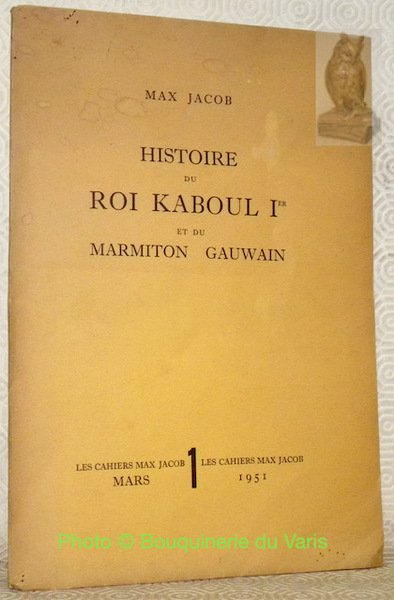 MAX JACOB
HISTOIRE
DU
ROI KABOUL IER
ET DU
MARMITON GAUWAIN
LES CAHIERS MAX JACOB 1 LES CAHIERS MAX JACOB
MARS 1951
Photo © Bouquinerie du Varis